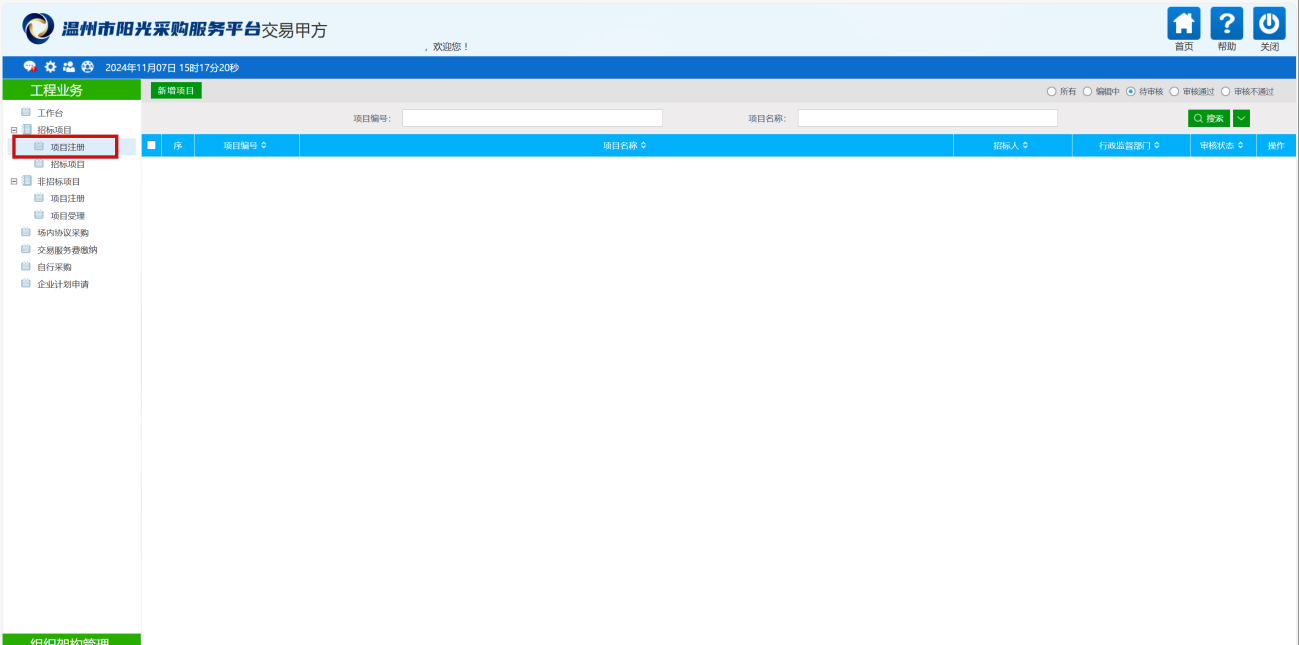 温州市阳光采购服务平台交易甲方
，欢迎您！
首页 帮助 关闭
2024年11月07日 15时17分20秒
工程业务
新增项目
所有 编辑中 待审核 审核通过 审核不通过
工作台
招标项目
项目注册
招标项目
非招标项目
项目注册
项目受理
场内协议采购
交易服务费缴纳
自行采购
企业计划申请
项目编号：
项目名称：
搜索
序 项目编号 项目名称 招标人 行政监督部门 审核状态 操作
组织架构管理